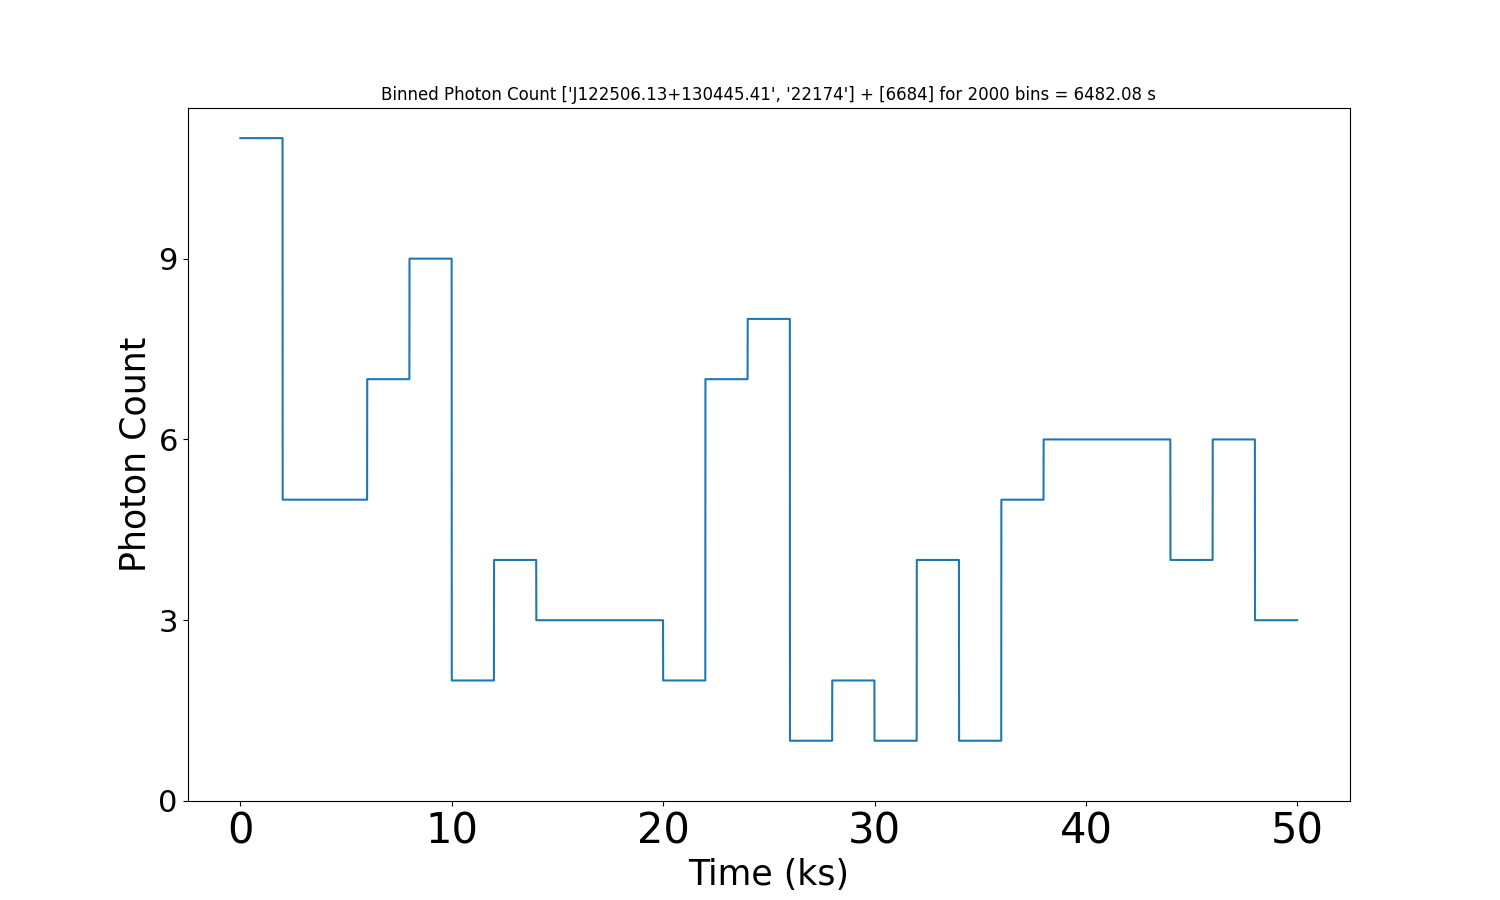 Binned Photon Count ['J122506.13+130445.41', '22174'] + [6684] for 2000 bins = 6482.08 s
Photon Count
9
6
3
0
0 10 20 30 40 50
Time (ks)